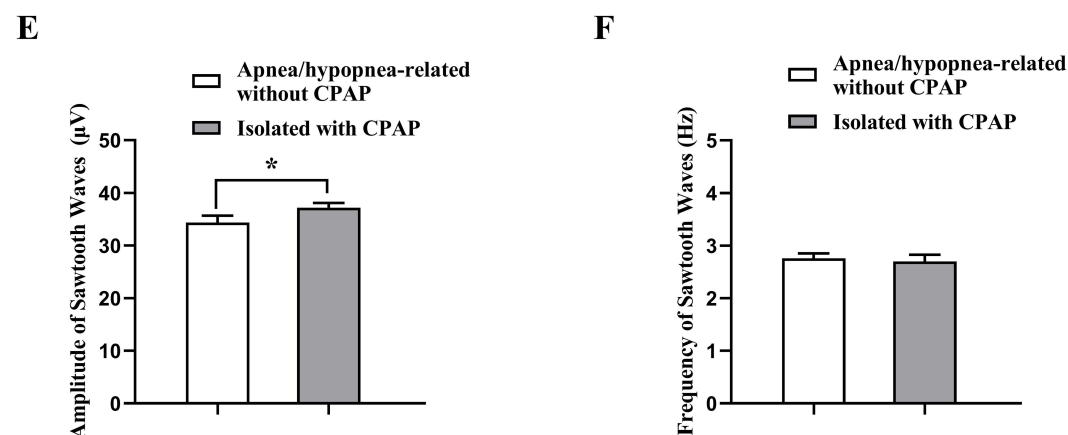 E
Apnea/hypopnea-related
without CPAP
Isolated with CPAP
Amplitude of Sawtooth Waves (μV)
50
40
30
20
10
0
*
F
Apnea/hypopnea-related
without CPAP
Isolated with CPAP
Frequency of Sawtooth Waves (Hz)
5
4
3
2
1
0